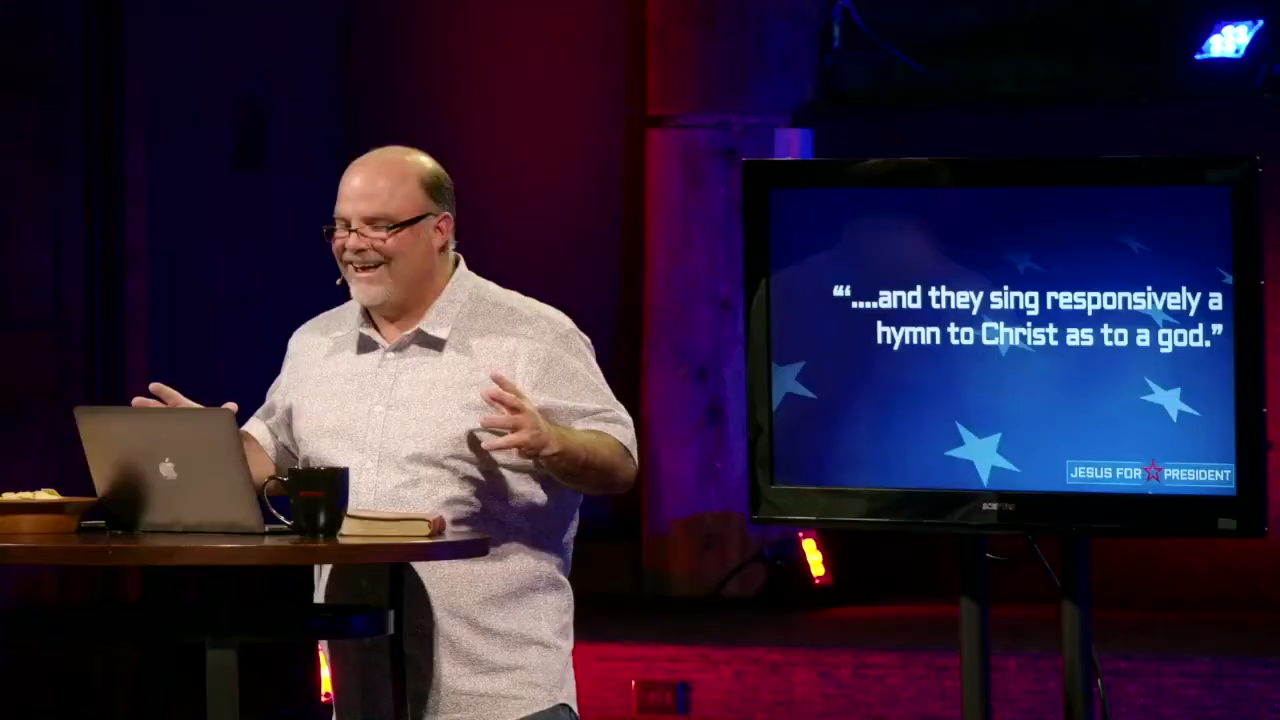 “‘....and they sing responsively a
hymn to Christ as to a god.”
JESUS FOR PRESIDENT